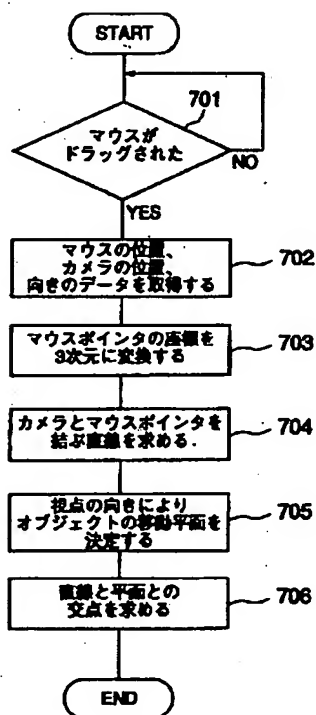 START
701
マウスが
ドラッグされた
NO
YES
マウスの位置、
カメラの位置、
向きのデータを取得する
702
マウスポインタの座標を
3次元に変換する
703
カメラとマウスポインタを
結ぶ直線を求める.
704
視点の向きにより
オブジェクトの移動平面を
決定する
705
直線と平面との
交点を求める
706
END